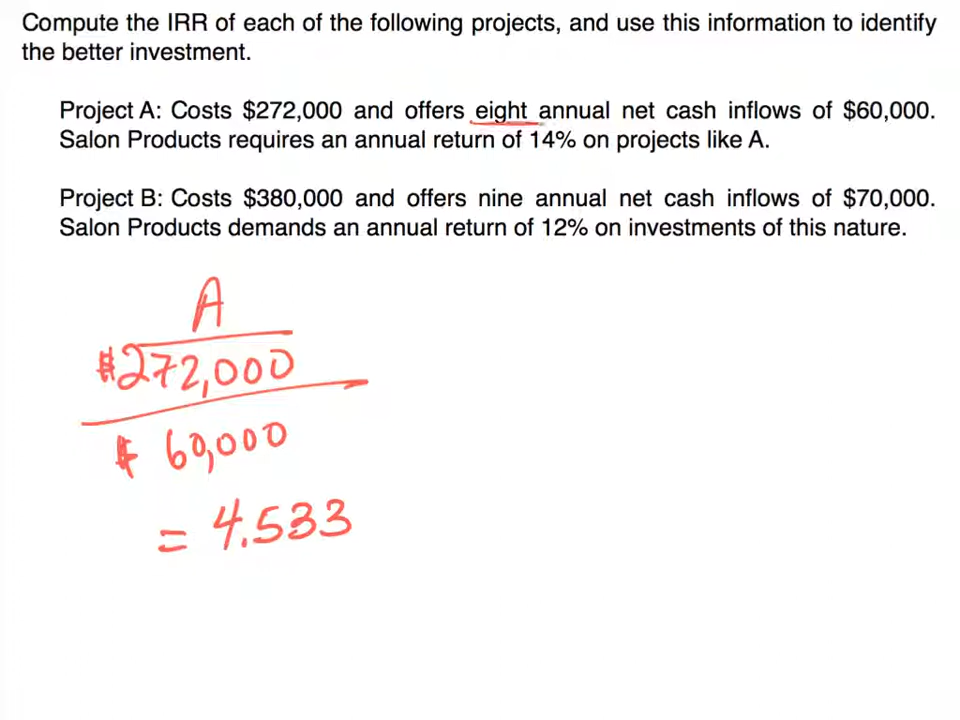 Compute the IRR of each of the following projects, and use this information to identify
the better investment.
Project A: Costs $272,000 and offers eight annual net cash inflows of $60,000.
Salon Products requires an annual return of 14% on projects like A.
Project B: Costs $380,000 and offers nine annual net cash inflows of $70,000.
Salon Products demands an annual return of 12% on investments of this nature.
A
$272,000
$ 60,000
= 4.533